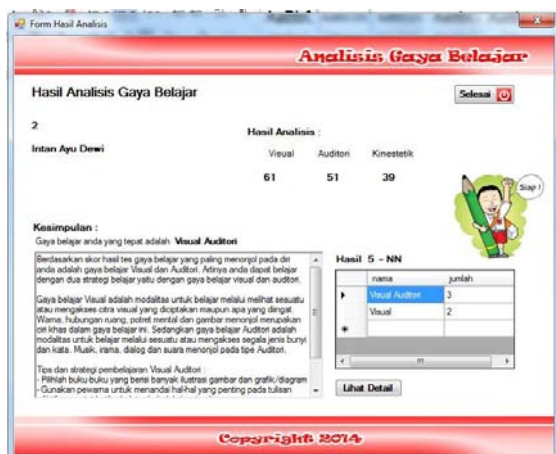 Form Hasil Analisis
Analisis Gaya Belajar
Hasil Analisis Gaya Belajar
Selesai
2
Intan Ayu Dewi
Hasil Analisis :
Visual Auditori Kinestetik
61 51 39
Siap !
Kesimpulan :
Gaya belajar anda yang tepat adalah Visual Auditori
Berdasarkan skor hasil tes gaya belajar yang paling menonjol pada diri
anda adalah gaya belajar Visual dan Auditori. Artinya anda dapat belajar
dengan dua strategi belajar yaitu dengan gaya belajar visual dan auditori.
Gaya belajar Visual adalah modalitas untuk belajar melalui melihat sesuatu
atau mengakses citra visual yang diciptakan maupun apa yang diingat.
Warna, hubungan ruang, potret mental dan gambar menonjol merupakan
ciri khas dalam gaya belajar ini. Sedangkan gaya belajar Auditori adalah
modalitas untuk belajar melalui sesuatu atau mengakses segala jenis bunyi
dan kata. Musik, irama, dialog dan suara menonjol pada tipe Auditori.
Tips dan strategi pembelajaran Visual Auditori :
- Pilihlah buku-buku yang berisi banyak ilustrasi gambar dan grafik/diagram
- Gunakan pewarna untuk menandai hal-hal yang penting pada tulisan
Hasil 5 - NN
nama jumlah
Visual Auditori 3
Visual 2
Lihat Detail
Copyright 2014